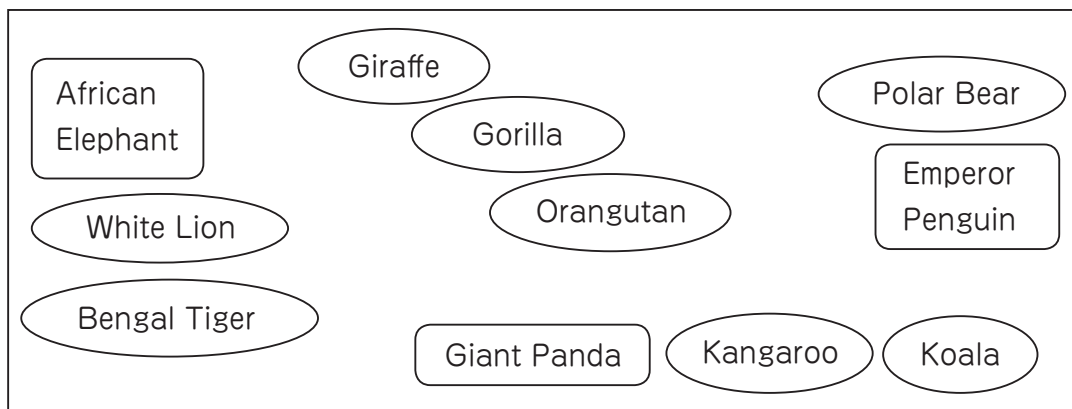 African
Elephant
White Lion
Bengal Tiger
Giraffe
Gorilla
Orangutan
Polar Bear
Emperor
Penguin
Giant Panda
Kangaroo
Koala